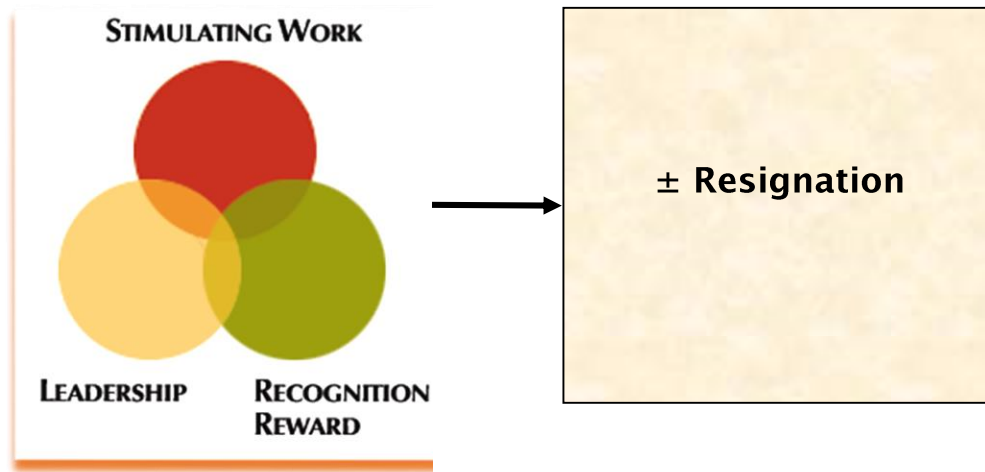 STIMULATING WORK
LEADERSHIP
RECOGNITION
REWARD
± Resignation